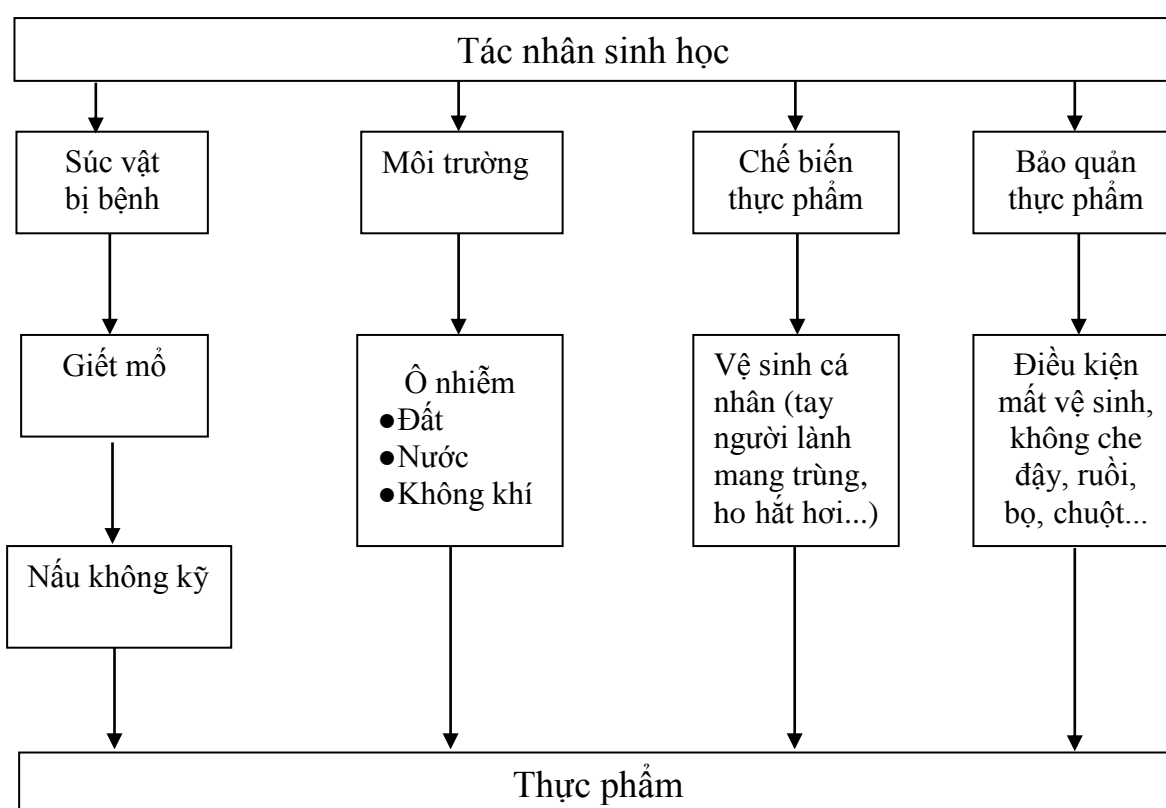 Tác nhân sinh học
Súc vật
bị bệnh
Môi trường
Chế biến
thực phẩm
Bảo quản
thực phẩm
Giết mổ
Ô nhiễm
●Đất
●Nước
●Không khí
Vệ sinh cá
nhân (tay
người lành
mang trùng,
ho hắt hơi...)
Điều kiện
mất vệ sinh,
không che
đậy, ruồi,
bọ, chuột...
Nấu không kỹ
Thực phẩm